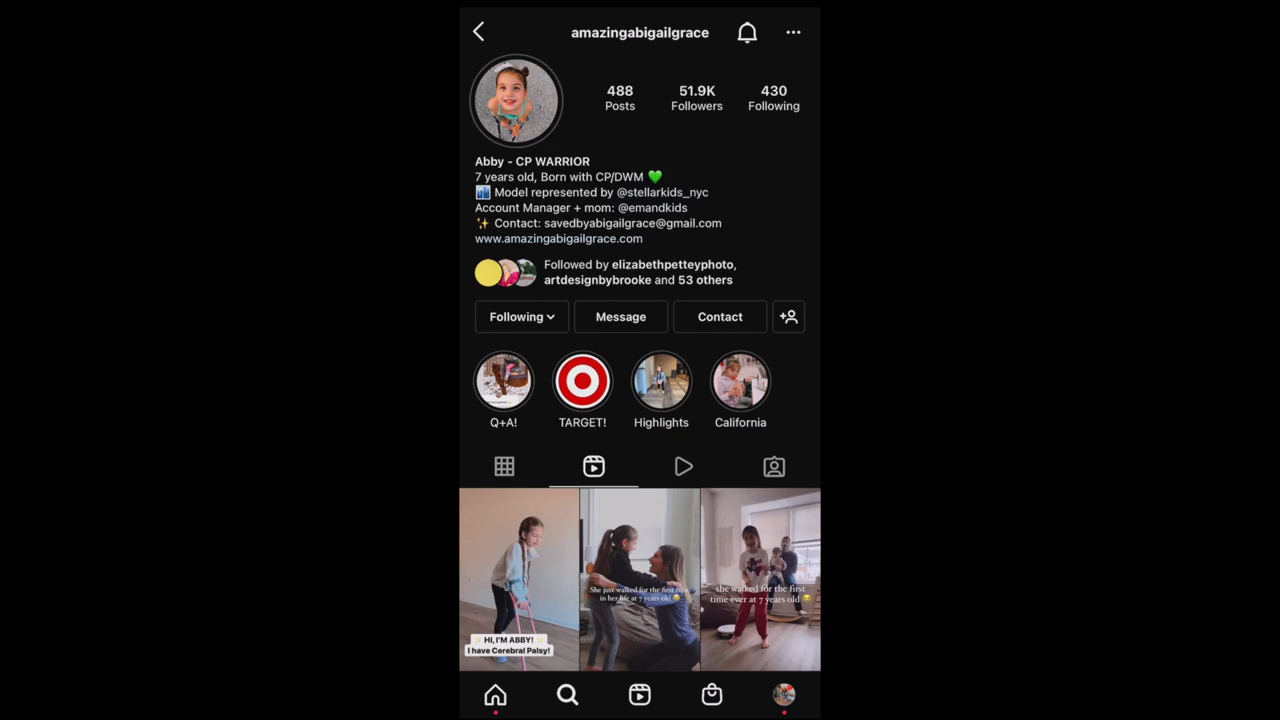 amazingabigailgrace
488
51.9K
430
Posts
Followers
Following
Abby - CP WARRIOR
7 years old, Born with CP/DWM 💚
🏙️ Model represented by @stellarkids_nyc
Account Manager + mom: @emandkids
✨ Contact: savedbyabigailgrace@gmail.com
www.amazingabigailgrace.com
Followed by elizabethpetteyphoto,
artdesignbybrooke and 53 others
Following
Message
Contact
Q+A!
TARGET!
Highlights
California
HI, I'M ABBY!
I have Cerebral Palsy!
She just walked for the first time
in her life at 7 years old 😭
she walked for the first
time ever at 7 years old 😭